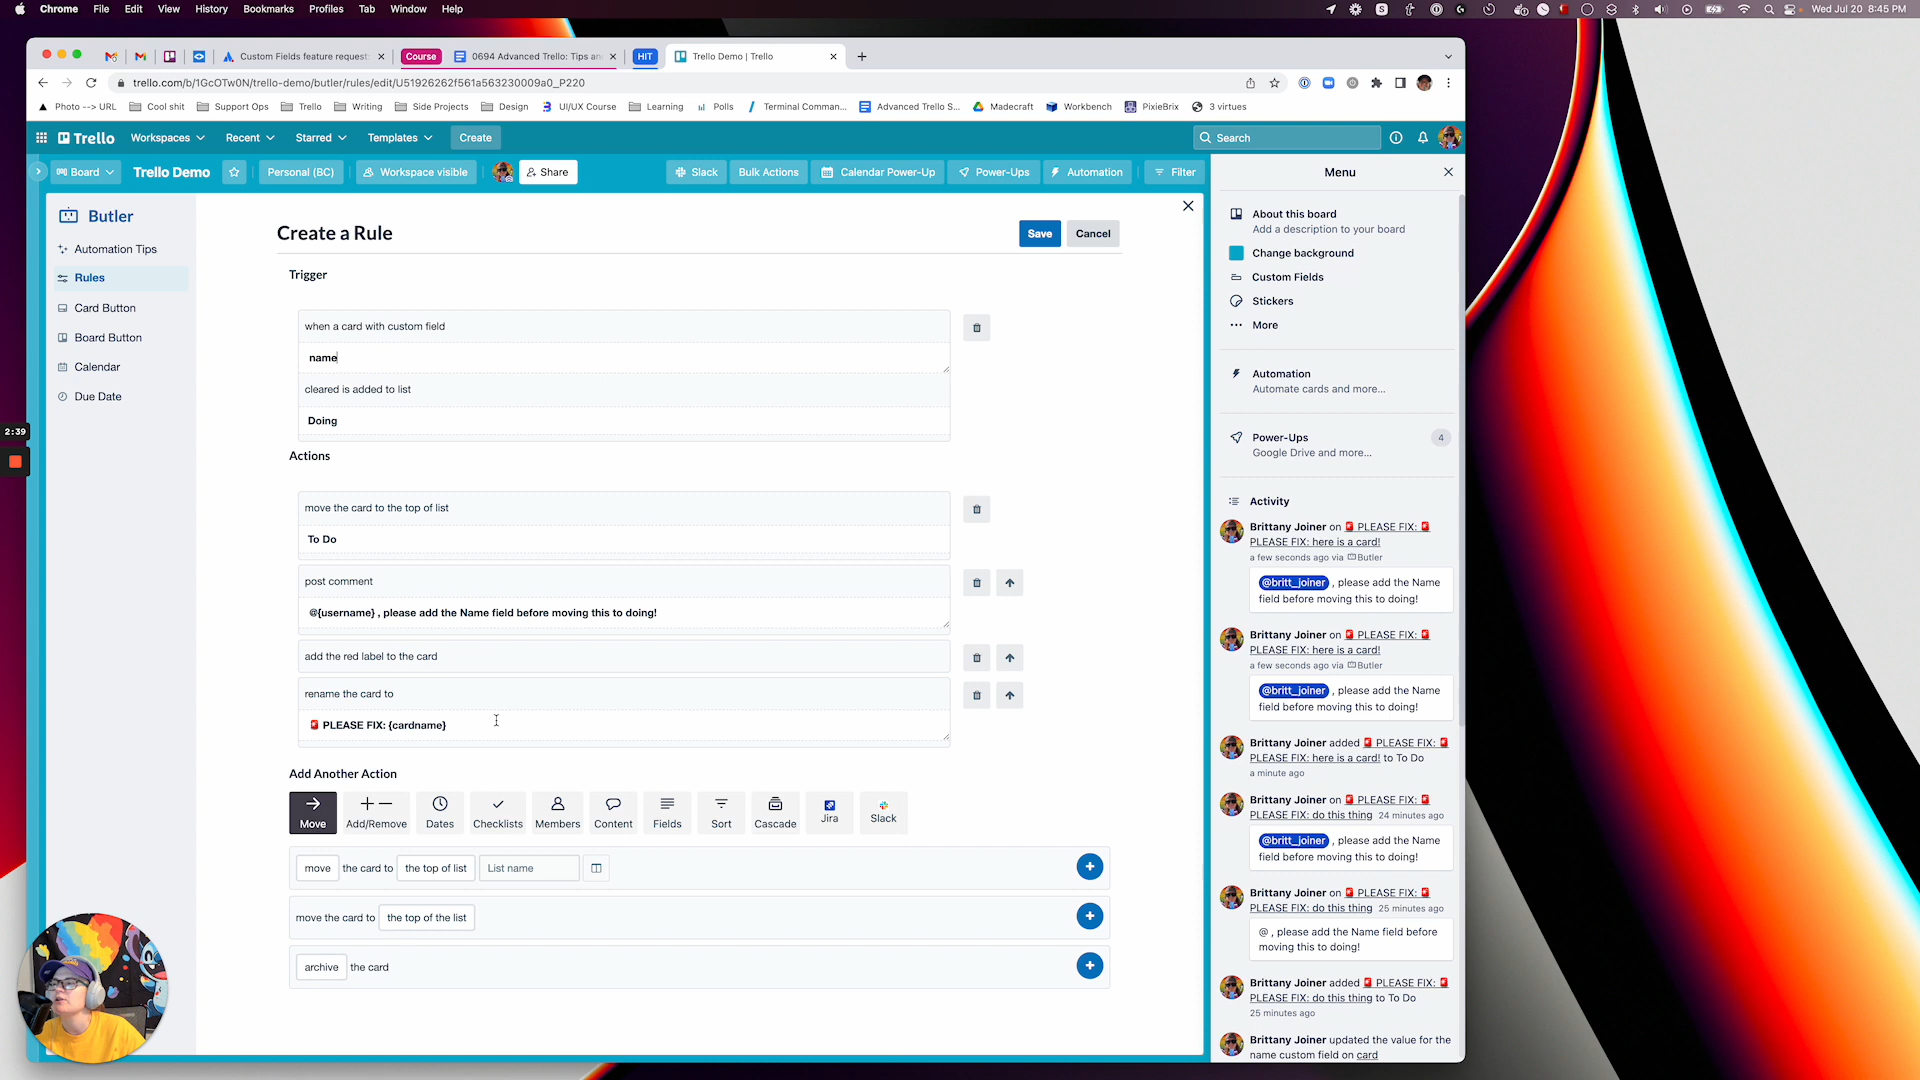 Chrome File Edit View History Bookmarks Profiles Tab Window Help
Wed Jul 20 8:45 PM
Custom Fields feature request
Course
0694 Advanced Trello: Tips an
HIT
Trello Demo | Trello
trello.com/b/1GcOTw0N/trello-demo/butler/rules/edit/U51926262f561a563230009a0_P220
Photo --> URL Cool shit Support Ops Trello Writing Side Projects Design UI/UX Course Learning Polls Terminal Comman... Advanced Trello S... Madecraft Workbench PixieBrix 3 virtues
Trello Workspaces Recent Starred Templates Create Search
Board Trello Demo Personal (BC) Workspace visible Share Slack Bulk Actions Calendar Power-Up Power-Ups Automation Filter
Butler
Automation Tips
Rules
Card Button
Board Button
Calendar
Due Date
2:39
Create a Rule
Save Cancel
Trigger
when a card with custom field
name
cleared is added to list
Doing
Actions
move the card to the top of list
To Do
post comment
@{username} , please add the Name field before moving this to doing!
add the red label to the card
rename the card to
🚨 PLEASE FIX: {cardname}
Add Another Action
Move Add/Remove Dates Checklists Members Content Fields Sort Cascade Jira Slack
move the card to the top of list List name
move the card to the top of the list
archive the card
Menu
About this board
Add a description to your board
Change background
Custom Fields
Stickers
More
Automation
Automate cards and more...
Power-Ups 4
Google Drive and more...
Activity
Brittany Joiner on 🚨 PLEASE FIX: 🚨
PLEASE FIX: here is a card!
a few seconds ago via Butler
@britt_joiner , please add the Name
field before moving this to doing!
Brittany Joiner on 🚨 PLEASE FIX: 🚨
PLEASE FIX: here is a card!
a few seconds ago via Butler
@britt_joiner , please add the Name
field before moving this to doing!
Brittany Joiner added 🚨 PLEASE FIX: 🚨
PLEASE FIX: here is a card! to To Do
a minute ago
Brittany Joiner on 🚨 PLEASE FIX: 🚨
PLEASE FIX: do this thing 24 minutes ago
@britt_joiner , please add the Name
field before moving this to doing!
Brittany Joiner on 🚨 PLEASE FIX: 🚨
PLEASE FIX: do this thing 25 minutes ago
@ , please add the Name field before
moving this to doing!
Brittany Joiner added 🚨 PLEASE FIX: 🚨
PLEASE FIX: do this thing to To Do
25 minutes ago
Brittany Joiner updated the value for the
name custom field on card